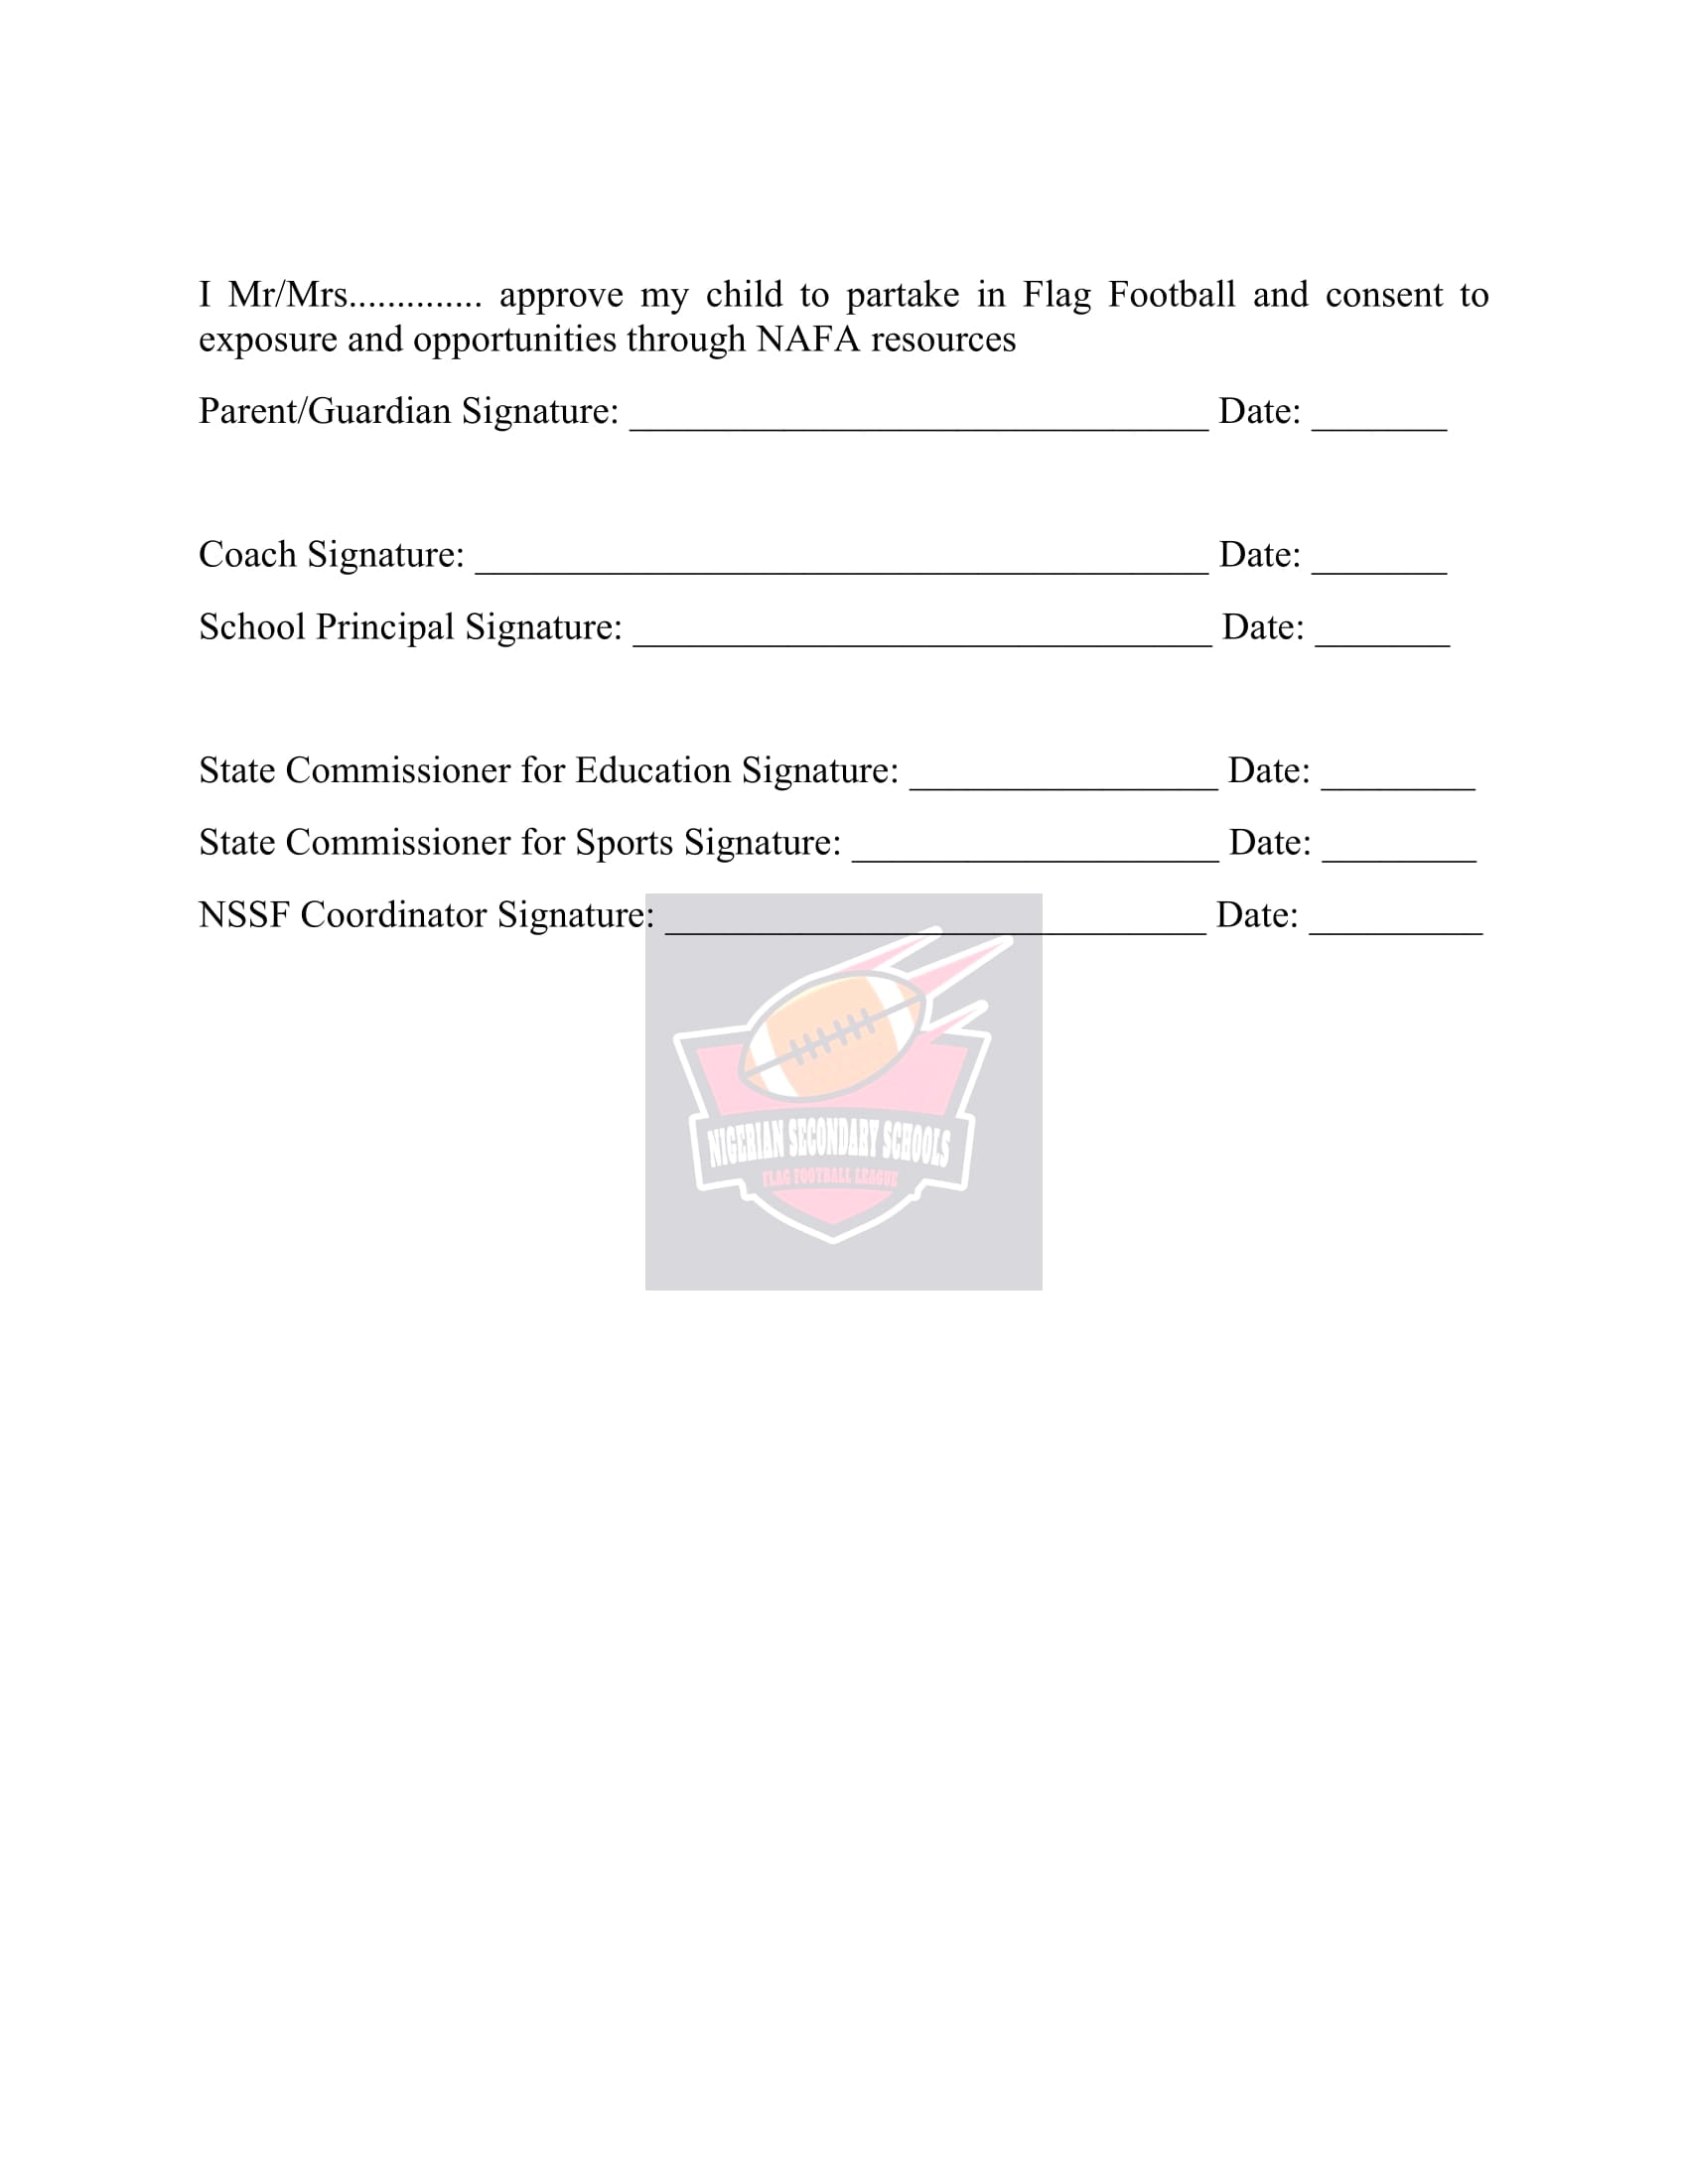 I Mr/Mrs.............. approve my child to partake in Flag Football and consent to
exposure and opportunities through NAFA resources
Parent/Guardian Signature: ______________________________ Date: _______
Coach Signature: ______________________________________ Date: _______
School Principal Signature: ______________________________ Date: _______
State Commissioner for Education Signature: ________________ Date: ________
State Commissioner for Sports Signature: ___________________ Date: ________
NSSF Coordinator Signature: ____________________________ Date: _________
NIGERIAN SECONDARY SCHOOLS
FLAG FOOTBALL LEAGUE